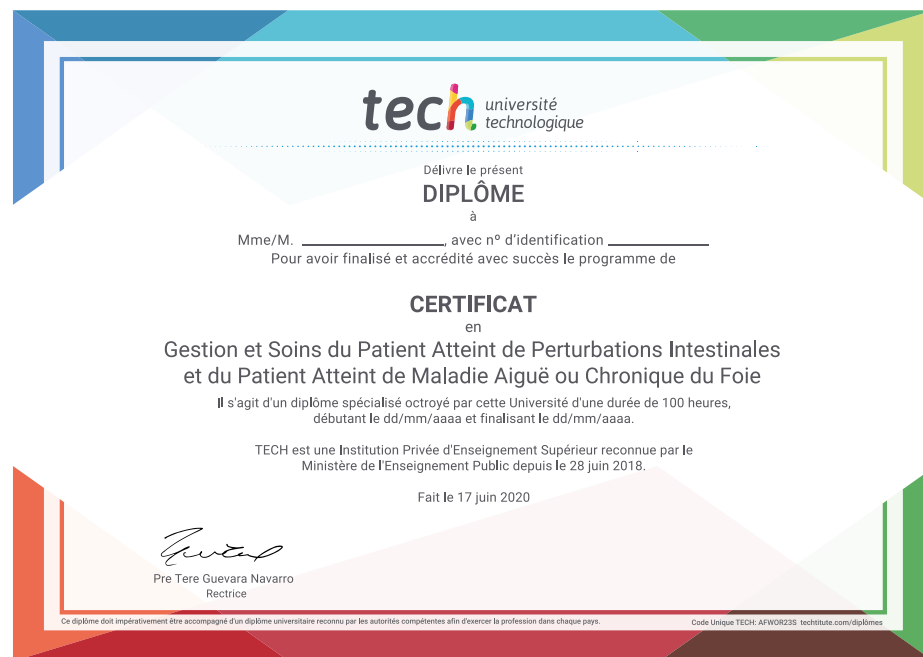 tech université
technologique
Délivre le présent
DIPLÔME
à
Mme/M. ____________________, avec nº d'identification ______________
Pour avoir finalisé et accrédité avec succès le programme de
CERTIFICAT
en
Gestion et Soins du Patient Atteint de Perturbations Intestinales
et du Patient Atteint de Maladie Aiguë ou Chronique du Foie
Il s'agit d'un diplôme spécialisé octroyé par cette Université d'une durée de 100 heures,
débutant le dd/mm/aaaa et finalisant le dd/mm/aaaa.
TECH est une Institution Privée d'Enseignement Supérieur reconnue par le
Ministère de l'Enseignement Public depuis le 28 juin 2018.
Fait le 17 juin 2020
Pre Tere Guevara Navarro
Rectrice
Ce diplôme doit impérativement être accompagné d'un diplôme universitaire reconnu par les autorités compétentes afin d'exercer la profession dans chaque pays.
Code Unique TECH: AFWOR23S techtitute.com/diplômes